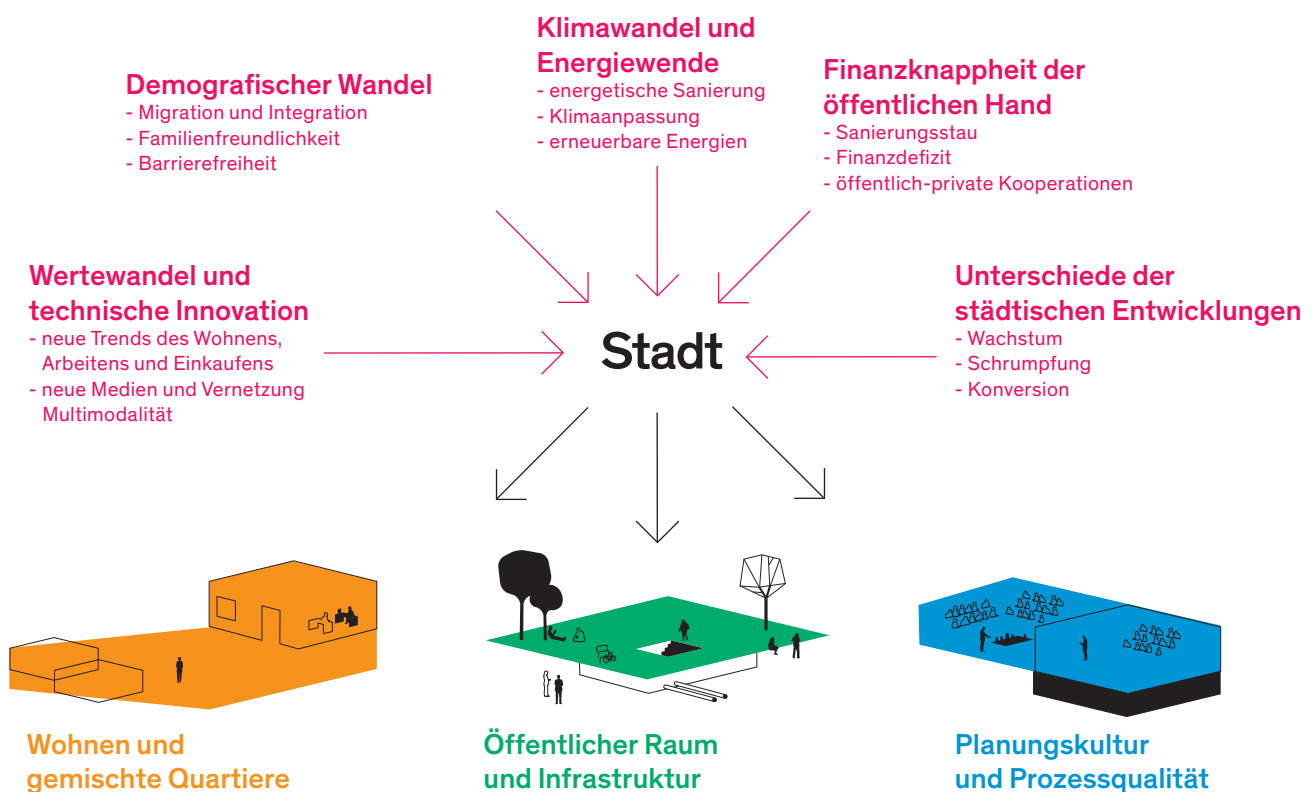 Klimawandel und
Energiewende
- energetische Sanierung
- Klimaanpassung
- erneuerbare Energien
Demografischer Wandel
- Migration und Integration
- Familienfreundlichkeit
- Barrierefreiheit
Finanzknappheit der
öffentlichen Hand
- Sanierungsstau
- Finanzdefizit
- öffentlich-private Kooperationen
Wertewandel und
technische Innovation
- neue Trends des Wohnens,
Arbeitens und Einkaufens
- neue Medien und Vernetzung
Multimodalität
Stadt
Unterschiede der
städtischen Entwicklungen
- Wachstum
- Schrumpfung
- Konversion
Wohnen und
gemischte Quartiere
Öffentlicher Raum
und Infrastruktur
Planungskultur
und Prozessqualität